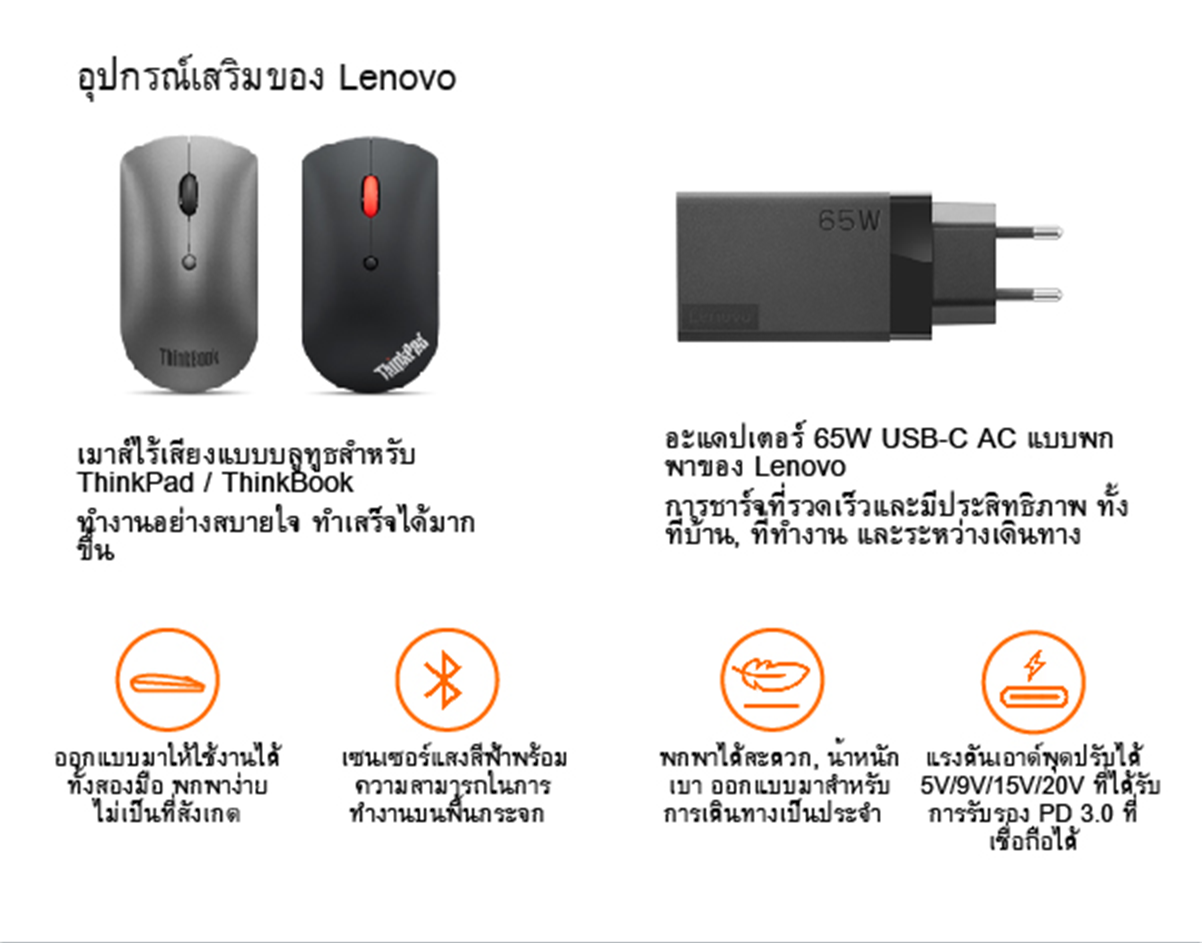 อุปกรณ์เสริมของ Lenovo
ThinkBook
ThinkPad
65W
Lenovo
เมาส์ไร้เสียงแบบบลูทูธสำหรับ
ThinkPad / ThinkBook
ทำงานอย่างสบายใจ ทำเสร็จได้มาก
ขึ้น
อะแดปเตอร์ 65W USB-C AC แบบพก
พาของ Lenovo
การชาร์จที่รวดเร็วและมีประสิทธิภาพ ทั้ง
ที่บ้าน, ที่ทำงาน และระหว่างเดินทาง
ออกแบบมาให้ใช้งานได้
ทั้งสองมือ พกพาง่าย
ไม่เป็นที่สังเกต
เซนเซอร์แสงสีฟ้าพร้อม
ความสามารถในการ
ทำงานบนพื้นกระจก
พกพาได้สะดวก, น้ำหนัก
เบา ออกแบบมาสำหรับ
การเดินทางเป็นประจำ
แรงดันเอาต์พุตปรับได้
5V/9V/15V/20V ที่ได้รับ
การรับรอง PD 3.0 ที่
เชื่อถือได้